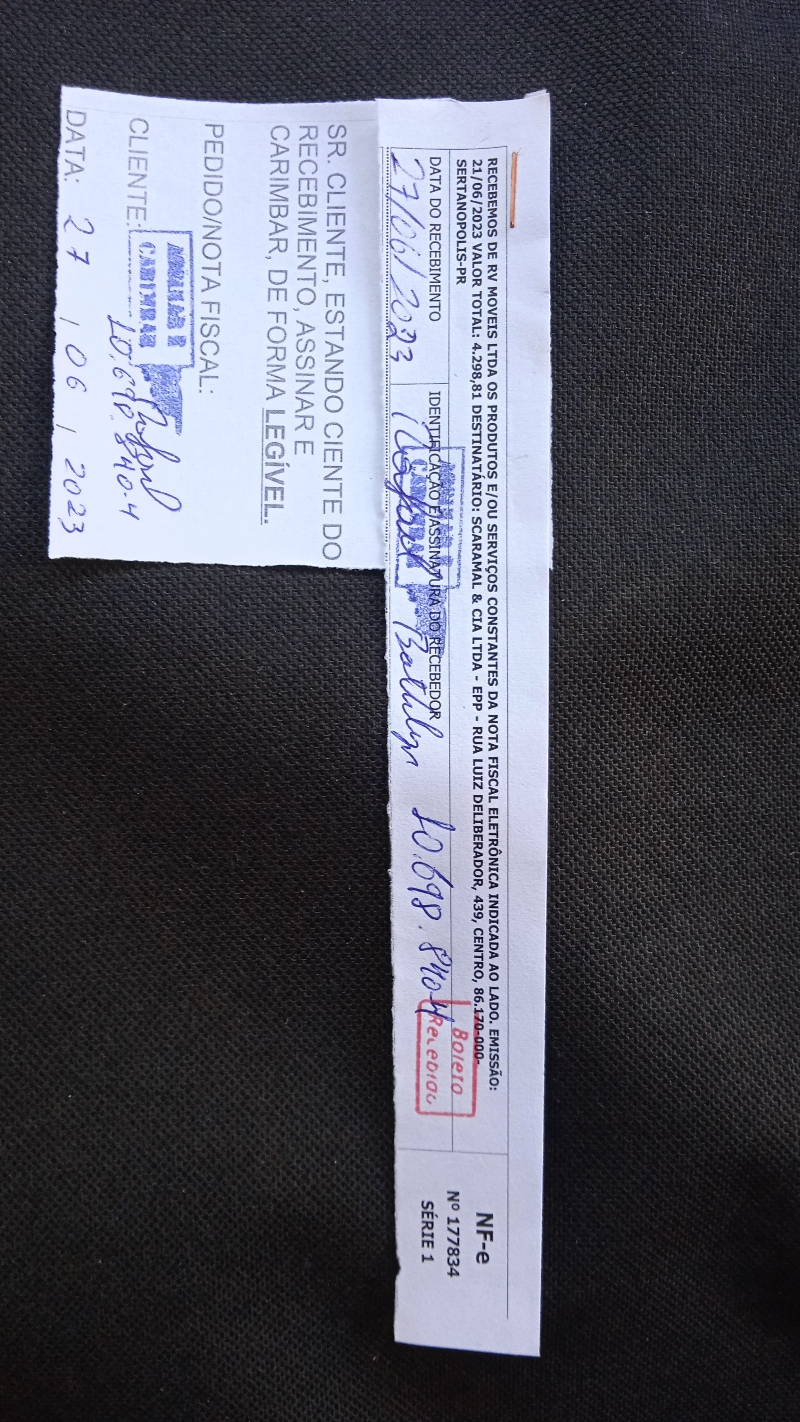 RECEBEMOS DE RV MOVEIS LTDA OS PRODUTOS E/OU SERVIÇOS CONSTANTES DA NOTA FISCAL ELETRÔNICA INDICADA AO LADO. EMISSÃO:
21/06/2023 VALOR TOTAL: 4.298,81 DESTINATÁRIO: SCARAMAL & CIA LTDA - EPP - RUA LUIZ DELIBERADOR, 439, CENTRO, 86.170-000-
SERTANOPOLIS-PR
DATA DO RECEBIMENTO
27/06/2023
IDENTIFICAÇÃO E ASSINATURA DO RECEBEDOR
10.698.840-4
Boleto
Recebido
NF-e
Nº 177834
SÉRIE 1
SR. CLIENTE, ESTANDO CIENTE DO
RECEBIMENTO, ASSINAR E
CARIMBAR, DE FORMA LEGÍVEL.
PEDIDO/NOTA FISCAL:
CLIENTE:
ASSINAR E
CARIMBAR
10.698.840-4
DATA: 27 / 06 / 2023